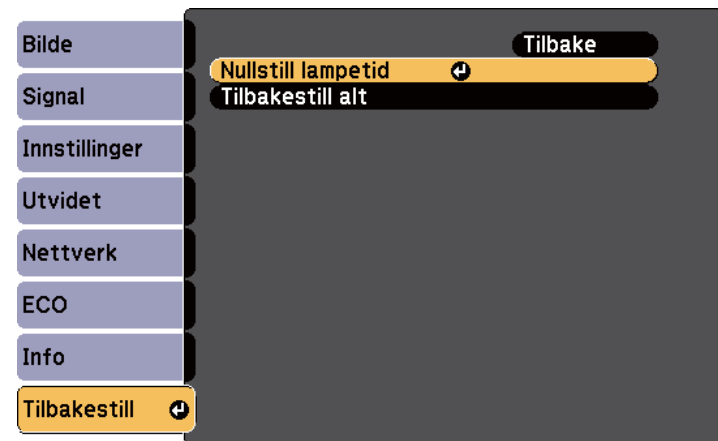 Bilde
Signal
Innstillinger
Utvidet
Nettverk
ECO
Info
Tilbakestill
Tilbake
Nullstill lampetid
Tilbakestill alt